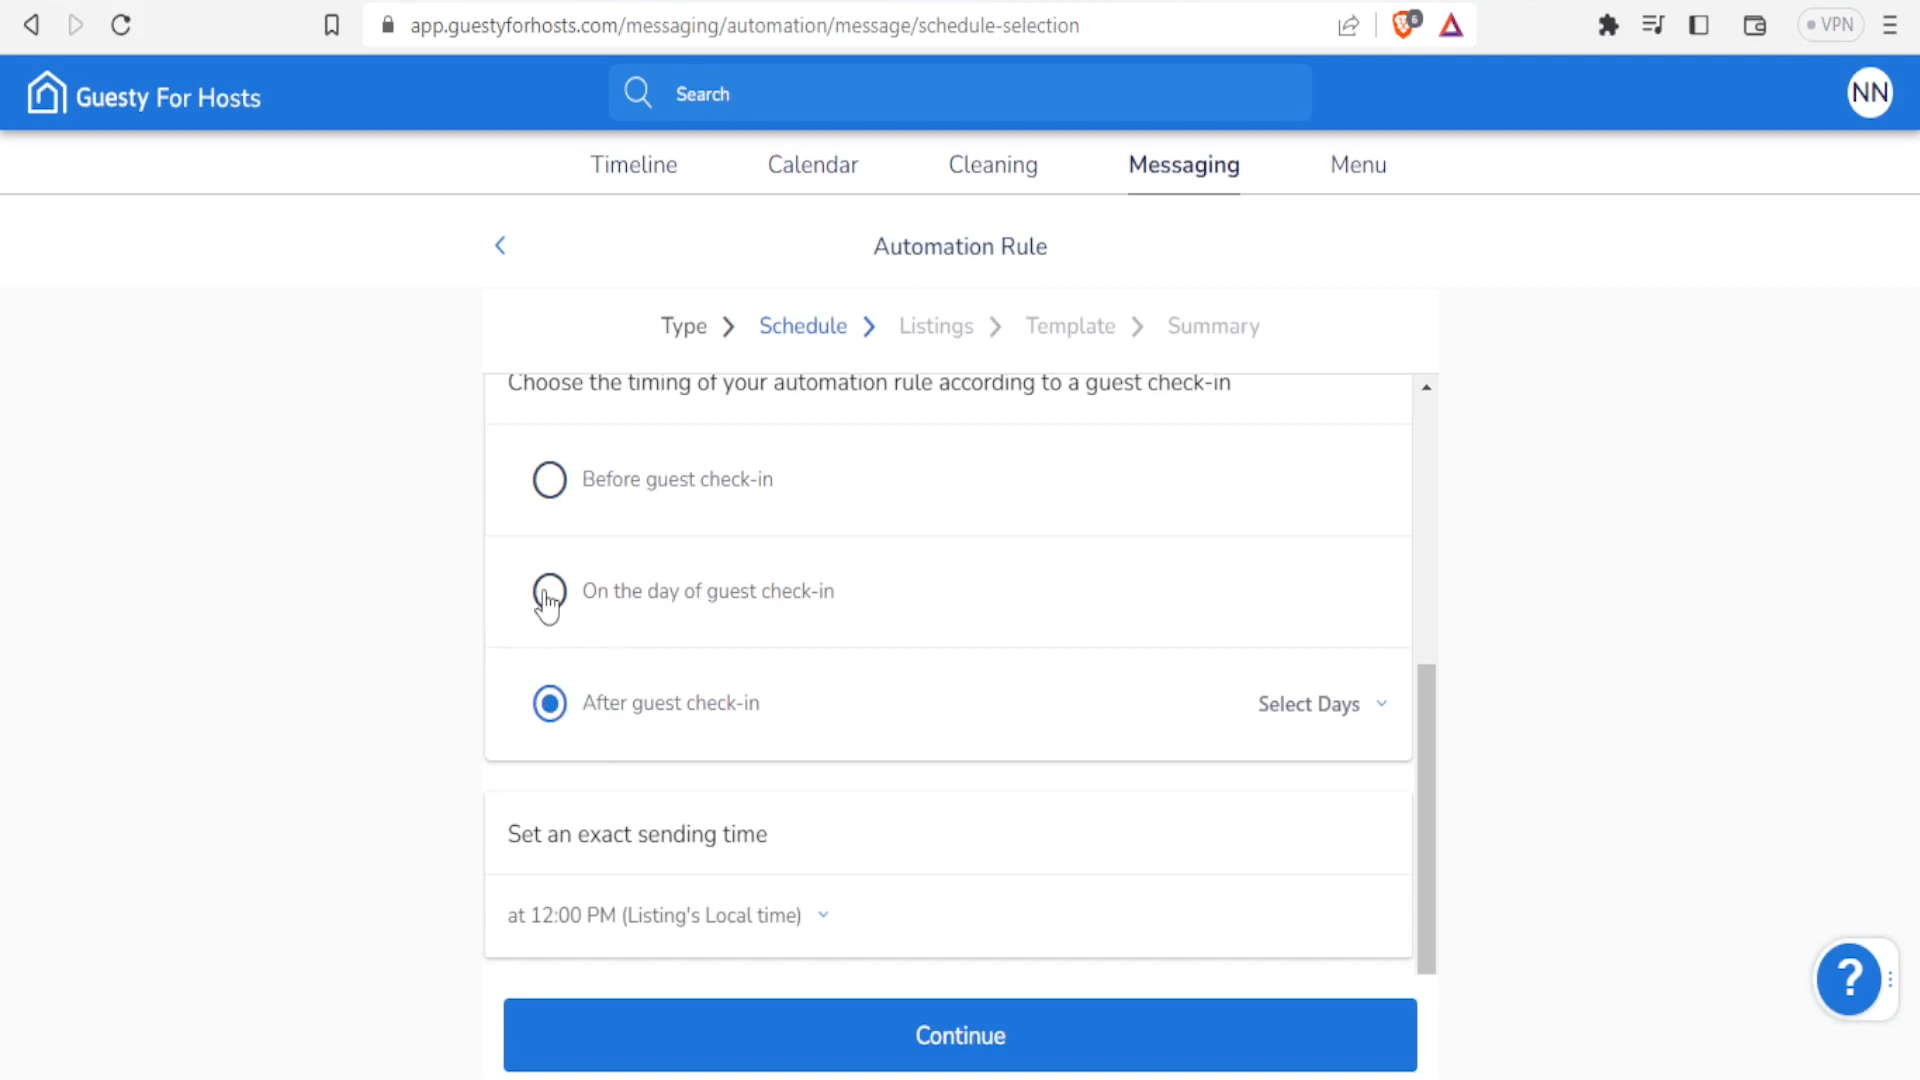 app.guestyforhosts.com/messaging/automation/message/schedule-selection
6
VPN
Guesty For Hosts
Search
NN
Timeline
Calendar
Cleaning
Messaging
Menu
Automation Rule
Type
Schedule
Listings
Template
Summary
Choose the timing of your automation rule according to a guest check-in
Before guest check-in
On the day of guest check-in
After guest check-in
Select Days
Set an exact sending time
at 12:00 PM (Listing's Local time)
?
Continue